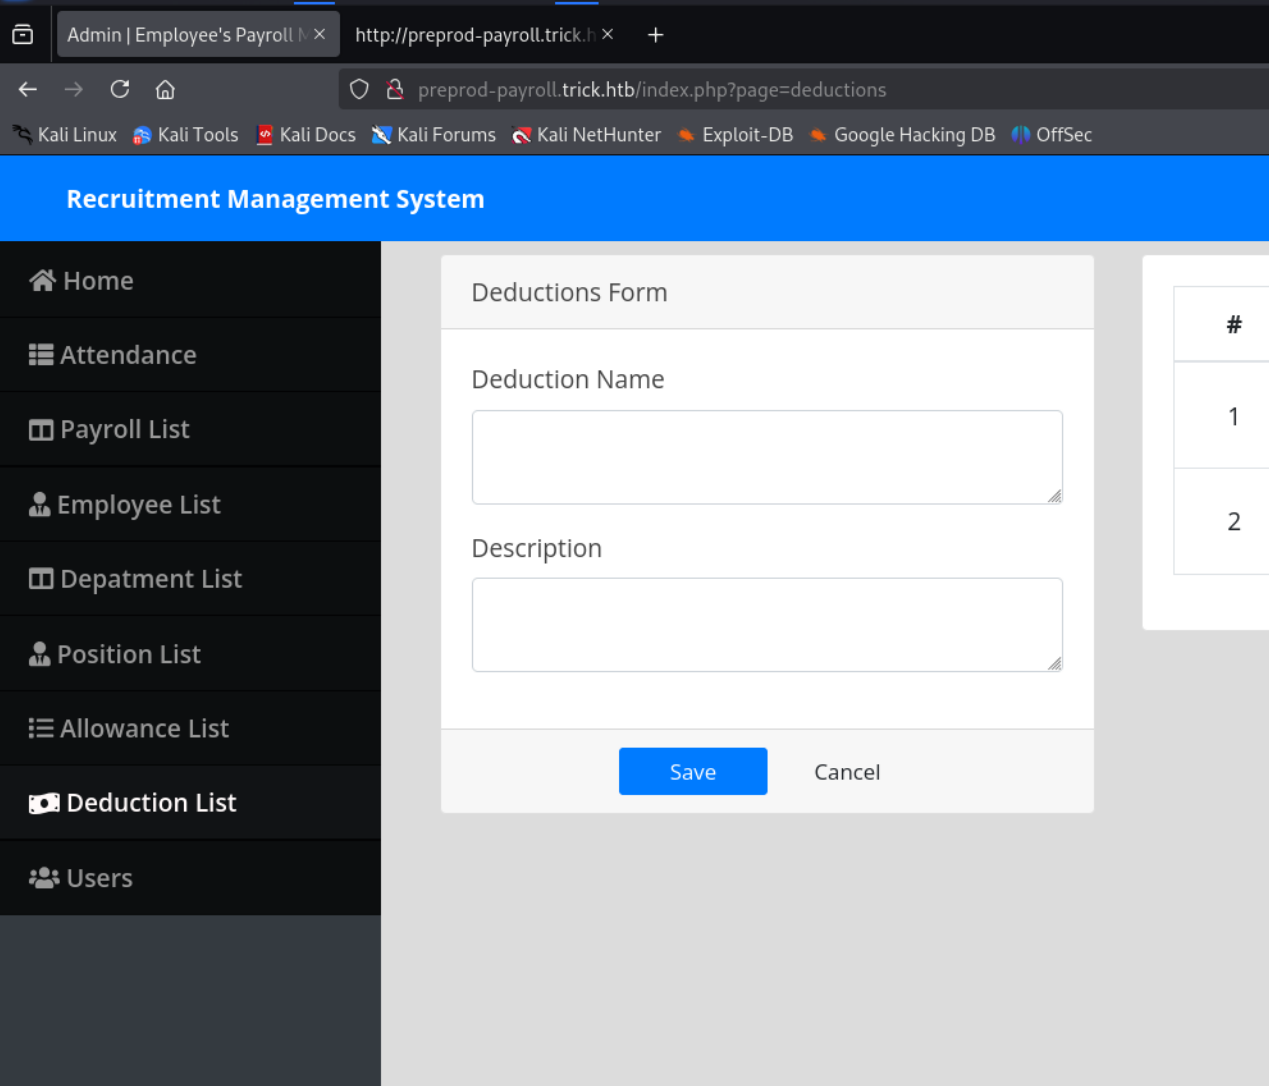 Admin | Employee's Payroll M
http://preprod-payroll.trick.h
preprod-payroll.trick.htb/index.php?page=deductions
Kali Linux Kali Tools Kali Docs Kali Forums Kali NetHunter Exploit-DB Google Hacking DB OffSec
Recruitment Management System
Home
Attendance
Payroll List
Employee List
Depatment List
Position List
Allowance List
Deduction List
Users
Deductions Form
Deduction Name
Description
Save Cancel
#
1
2